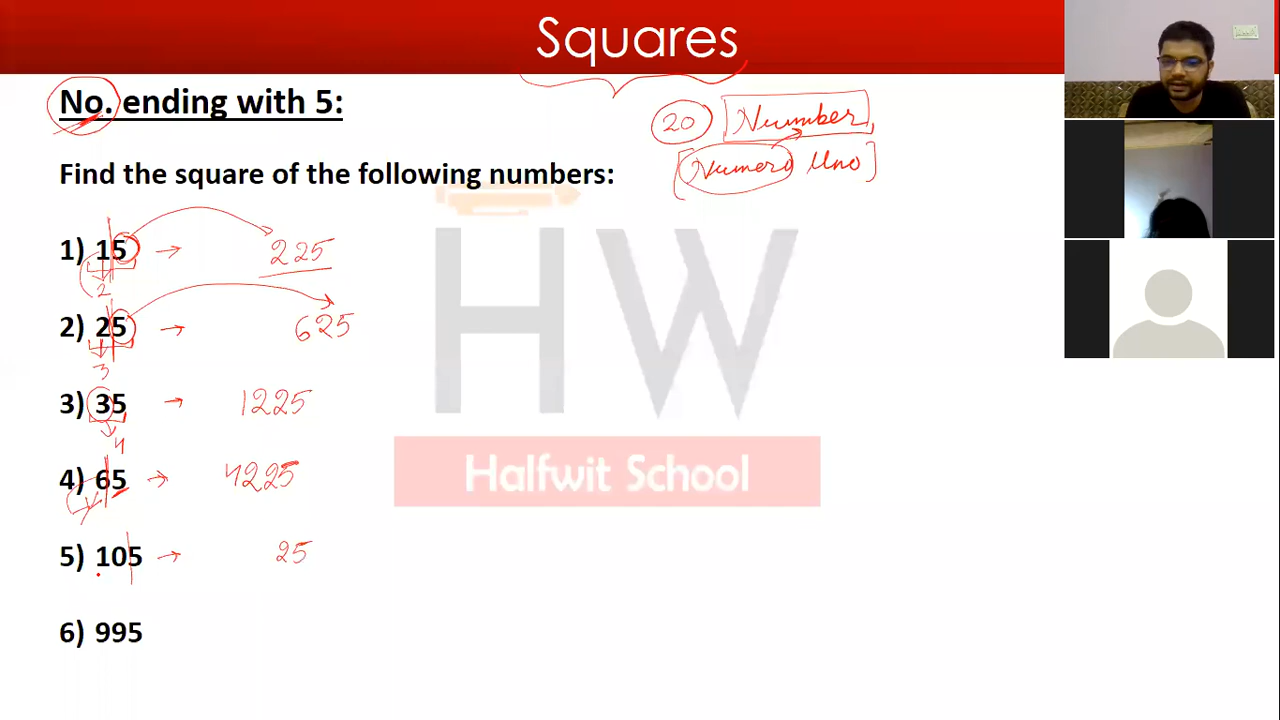 Squares
No. ending with 5:
20 Number
[Numero Uno]
Find the square of the following numbers:
1) 15 → 225
2
2) 25 → 625
3
3) 35 → 1225
4
4) 65 → 4225
5) 105 → 25
6) 995
HW
Halfwit School